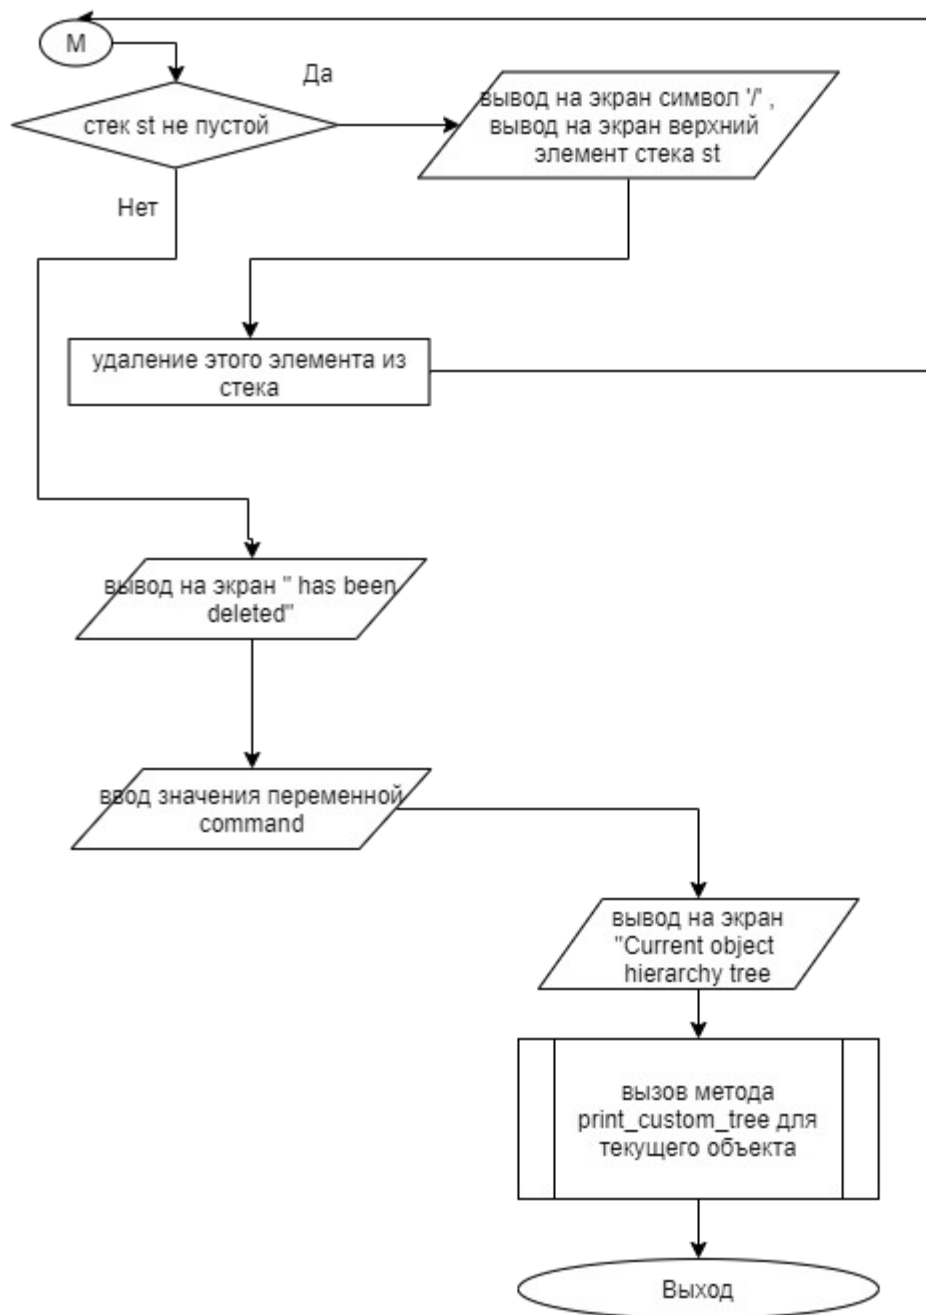 М
Да
стек st не пустой
вывод на экран символ '/' ,
вывод на экран верхний
элемент стека st
Нет
удаление этого элемента из
стека
вывод на экран " has been
deleted"
ввод значения переменной
command
вывод на экран
"Current object
hierarchy tree
вызов метода
print_custom_tree для
текущего объекта
Выход